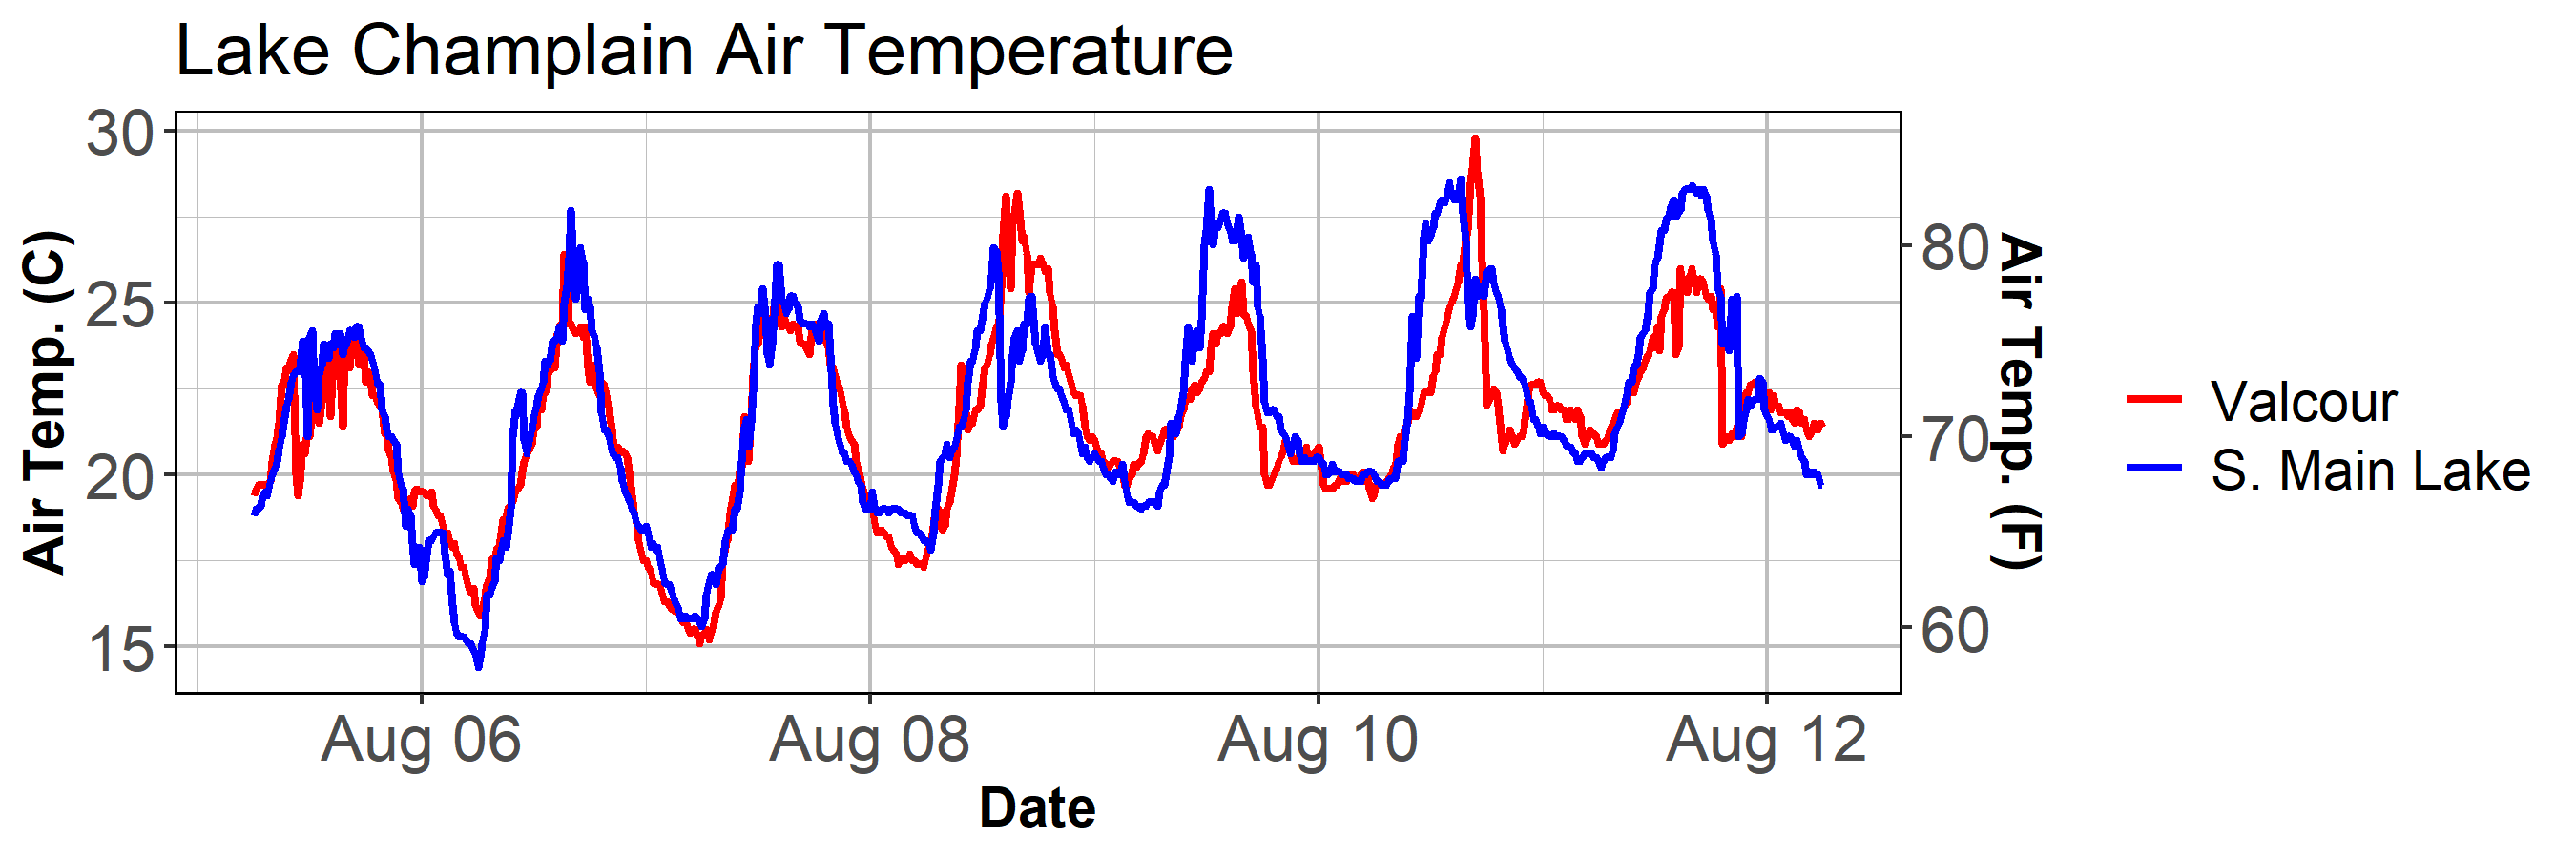 Lake Champlain Air Temperature
30
25
20
15
Air Temp. (C)
80
70
60
Air Temp. (F)
Aug 06
Aug 08
Aug 10
Aug 12
Date
Valcour
S. Main Lake